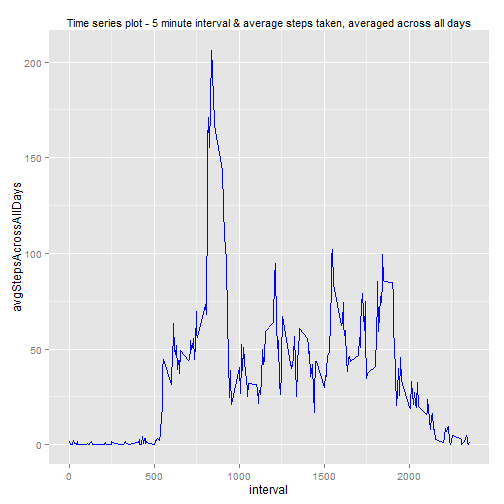 Time series plot - 5 minute interval & average steps taken, averaged across all days
200
150
100
50
0
avgStepsAcrossAllDays
0 500 1000 1500 2000
interval